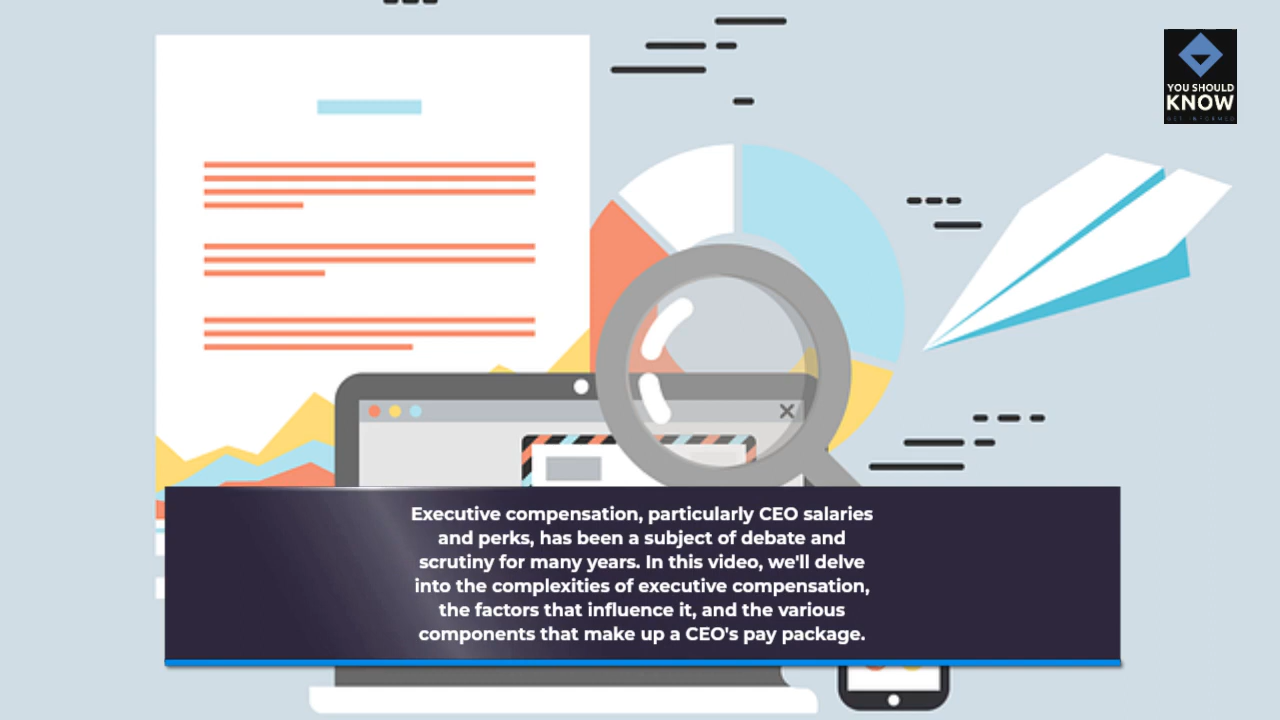 YOU SHOULD
KNOW
GET INFORMED
Executive compensation, particularly CEO salaries
and perks, has been a subject of debate and
scrutiny for many years. In this video, we'll delve
into the complexities of executive compensation,
the factors that influence it, and the various
components that make up a CEO's pay package.